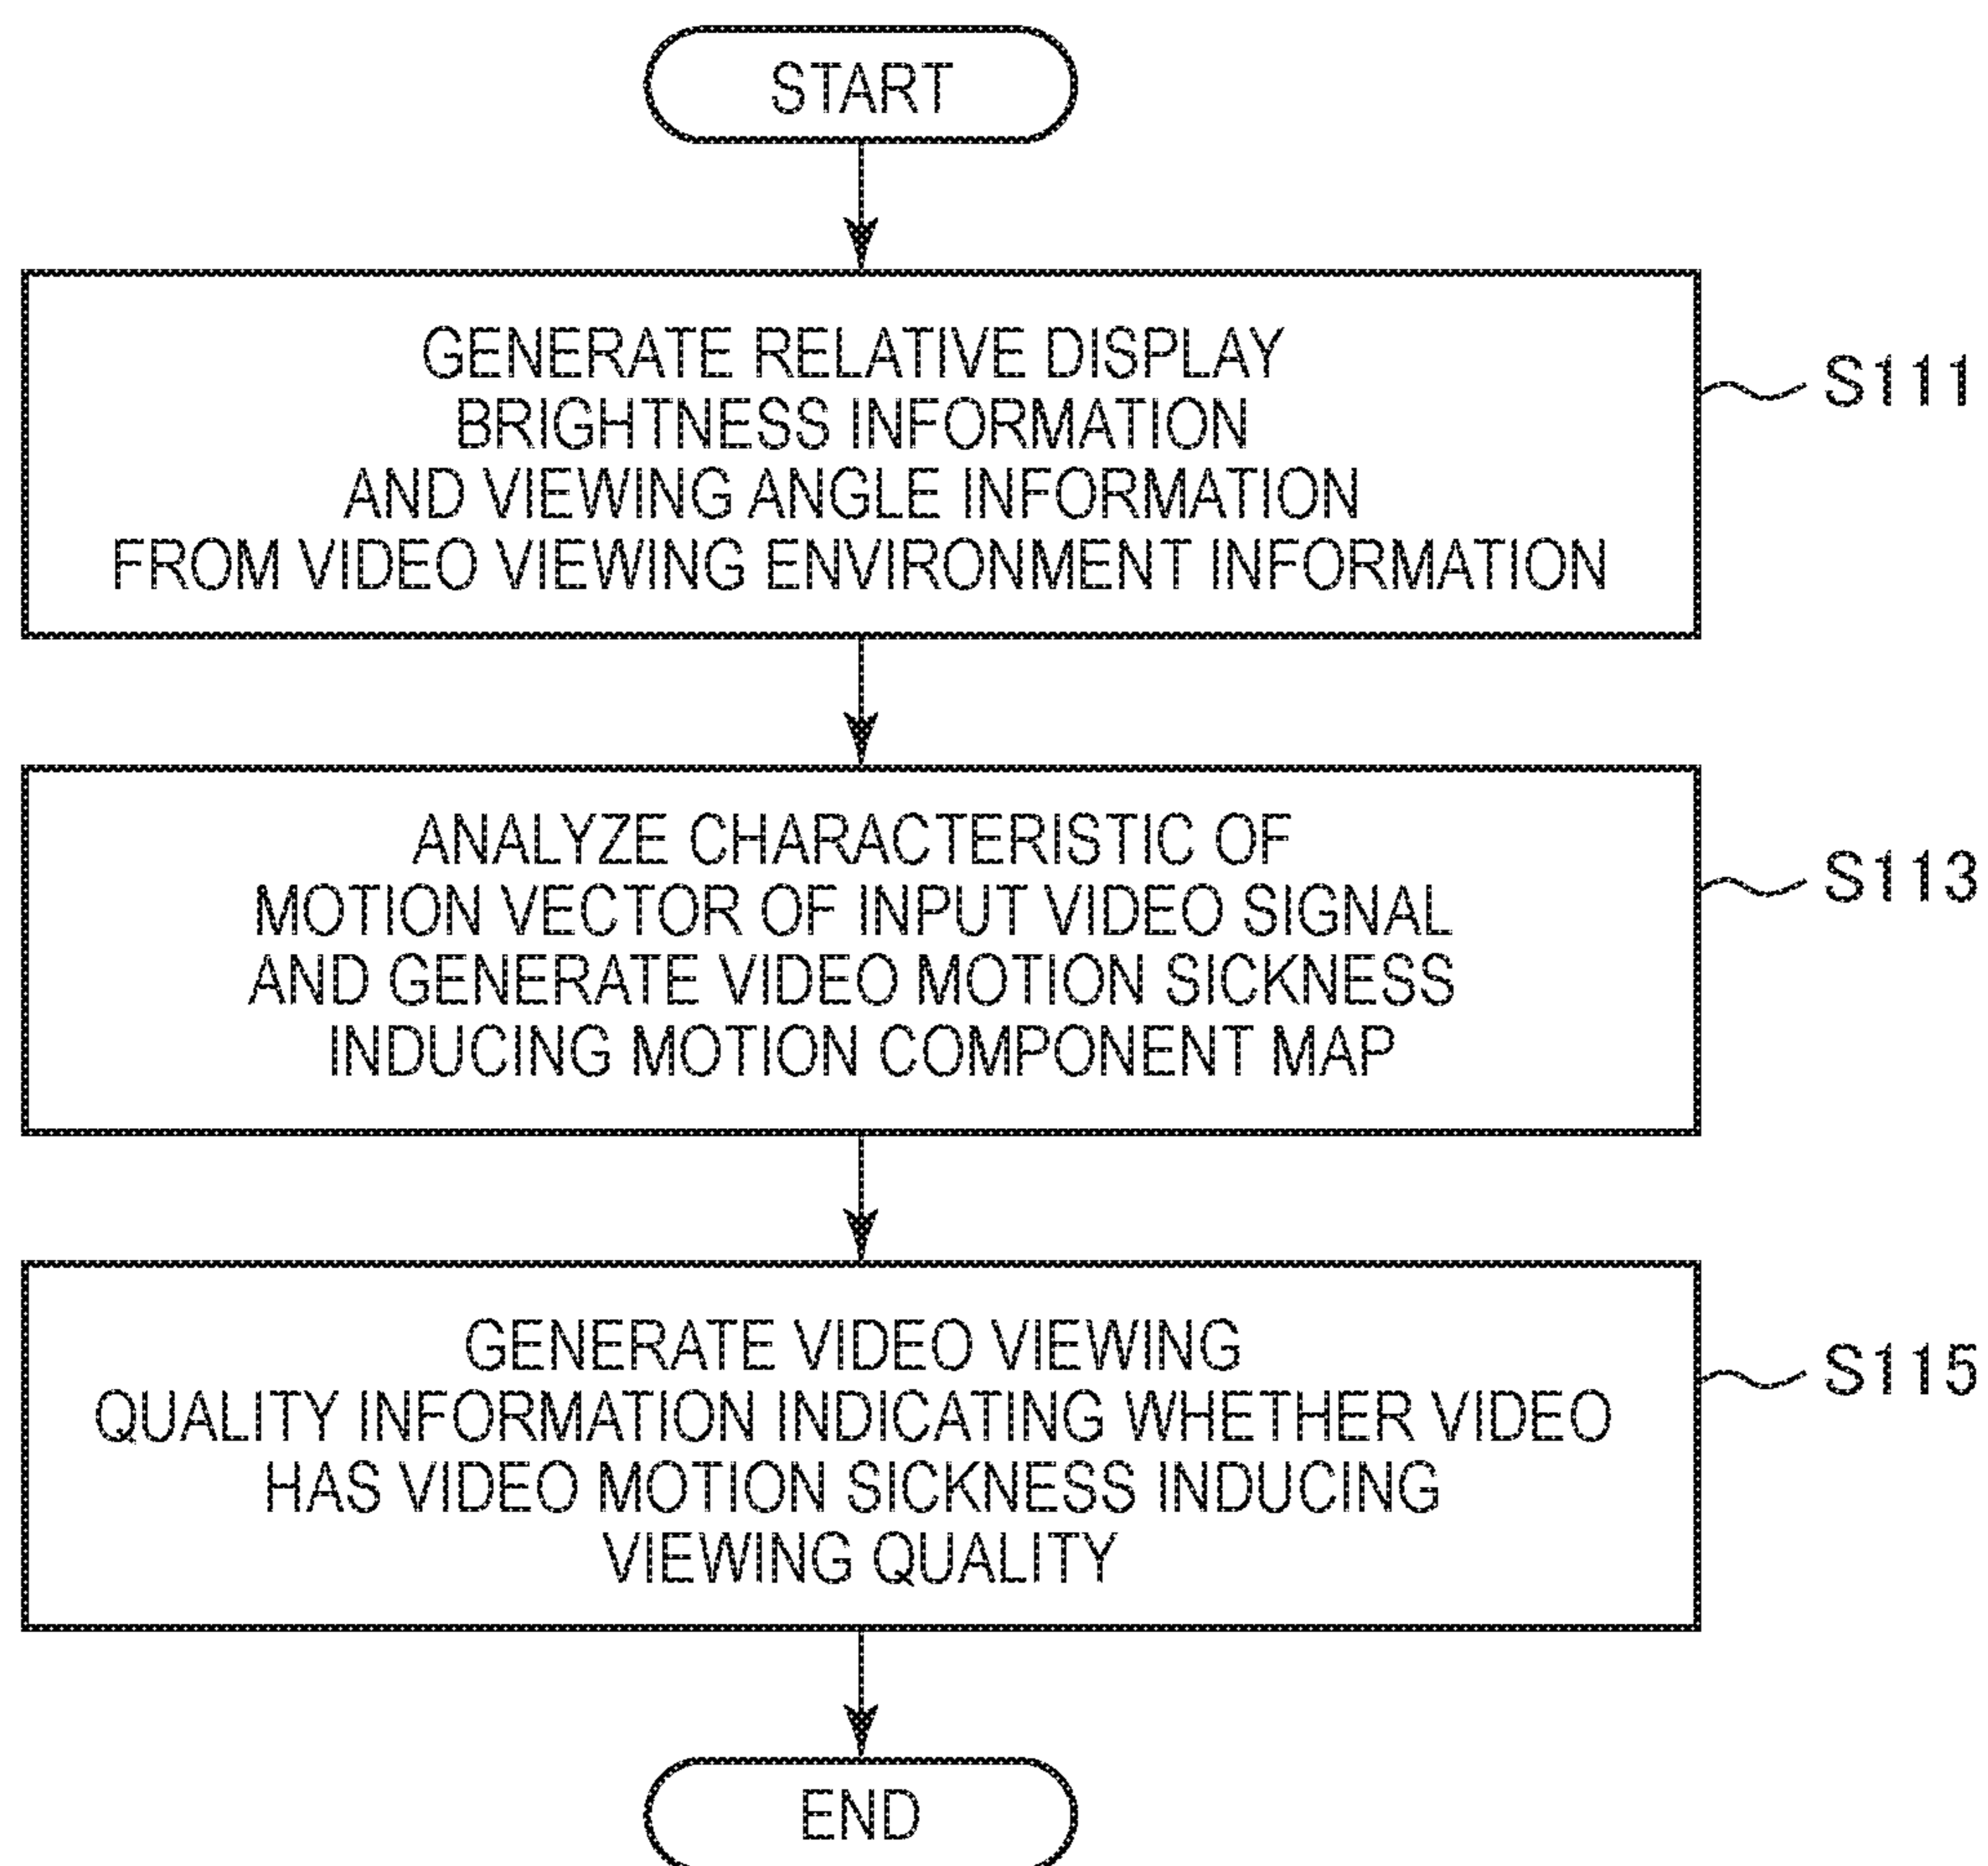 START
GENERATE RELATIVE DISPLAY
BRIGHTNESS INFORMATION
AND VIEWING ANGLE INFORMATION
FROM VIDEO VIEWING ENVIRONMENT INFORMATION
S111
ANALYZE CHARACTERISTIC OF
MOTION VECTOR OF INPUT VIDEO SIGNAL
AND GENERATE VIDEO MOTION SICKNESS
INDUCING MOTION COMPONENT MAP
S113
GENERATE VIDEO VIEWING
QUALITY INFORMATION INDICATING WHETHER VIDEO
HAS VIDEO MOTION SICKNESS INDUCING
VIEWING QUALITY
S115
END